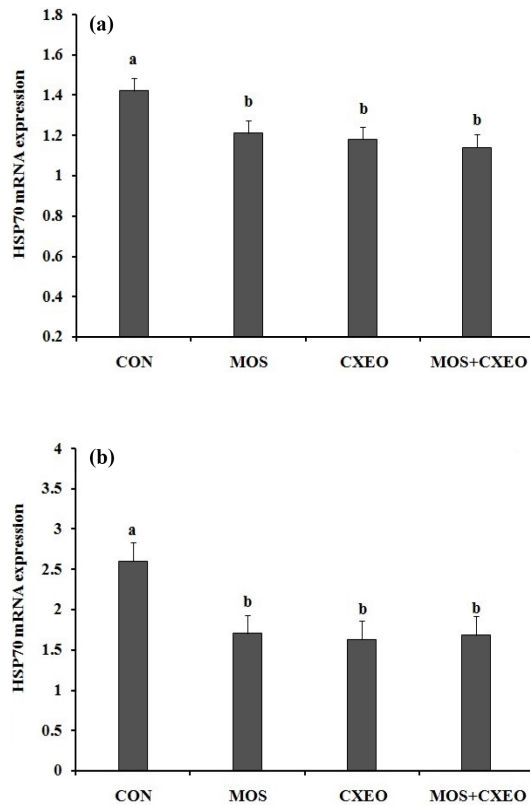 (a)
HSP70 mRNA expression
1.8
1.6
1.4
1.2
1
0.8
0.6
0.4
0.2
a
b
b
b
CON MOS CXEO MOS+CXEO
(b)
HSP70 mRNA expression
4
3.5
3
2.5
2
1.5
1
0.5
0
a
b
b
b
CON MOS CXEO MOS+CXEO